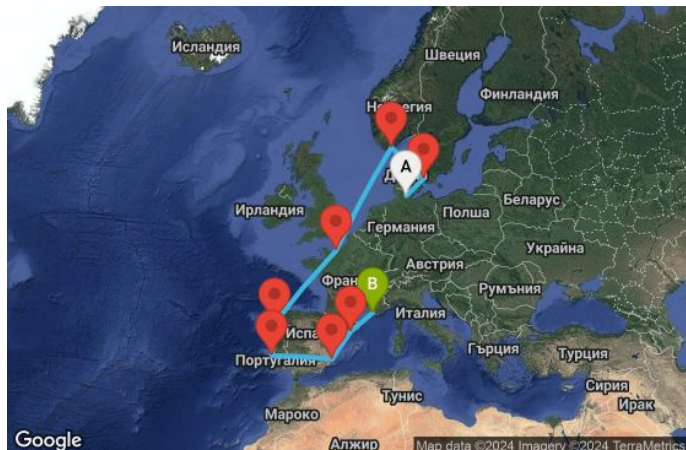 Исландия
Швеция
Финландия
A
Ирландия
Беларус
Полша
Германия
Украйна
Австрия
B
Румъния
Италия
Гърция
Турция
Португалия
Сирия
Тунис
Ирак
Мароко
Алжир
Google
Map data ©2024 Imagery ©2024 TerraMetrics